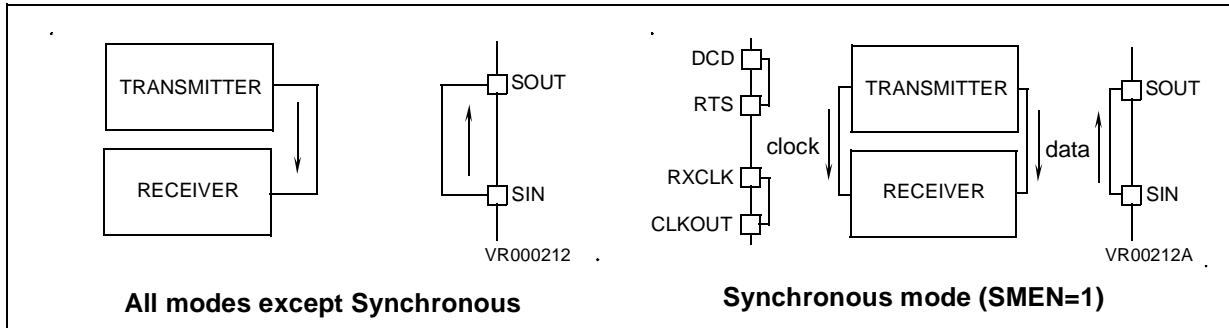 TRANSMITTER
RECEIVER
SOUT
SIN
VR000212
All modes except Synchronous
DCD
RTS
RXCLK
CLKOUT
clock
TRANSMITTER
RECEIVER
data
SOUT
SIN
VR00212A
Synchronous mode (SMEN=1)